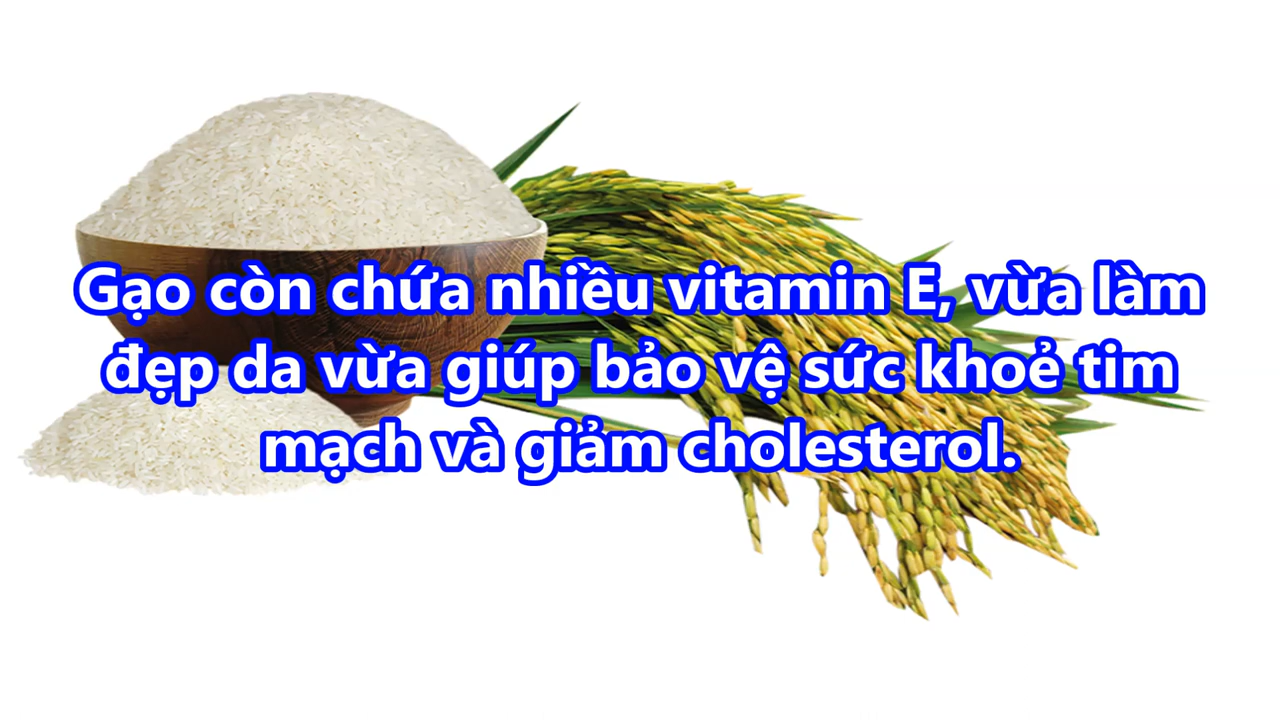 Gạo còn chứa nhiều vitamin E, vừa làm
đẹp da vừa giúp bảo vệ sức khoẻ tim
mạch và giảm cholesterol.